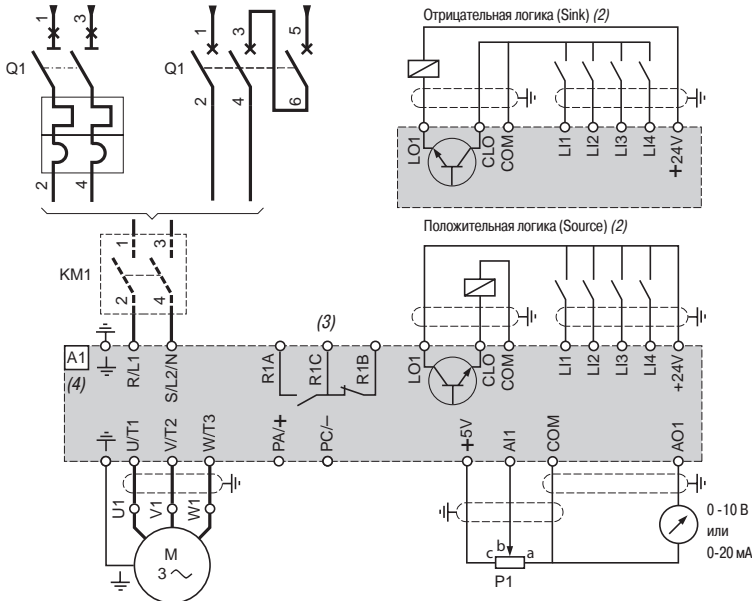 1
3
1
3
5
Q1
Q1
2
4
6
2
4
Отрицательная логика (Sink) (2)
LO1
CLO
COM
LI1
LI2
LI3
LI4
+24V
Положительная логика (Source) (2)
1
3
KM1
2
4
(3)
A1
(4)
R/L1
S/L2/N
R1A
R1C
R1B
LO1
CLO
COM
LI1
LI2
LI3
LI4
+24V
U/T1
V/T2
W/T3
PA/+
PC/–
+5V
AI1
COM
AO1
U1
V1
W1
M
3
c
b
a
P1
0 -10 В
или
0-20 мА